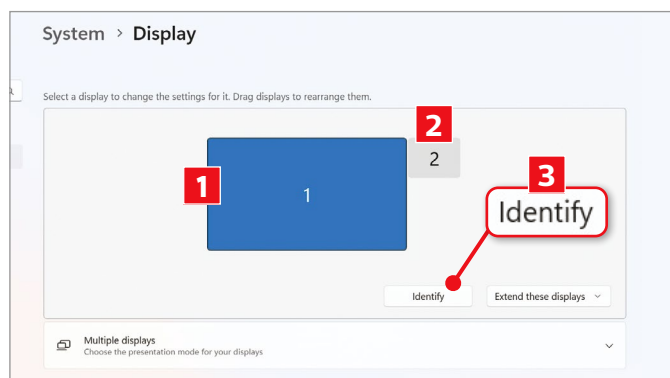 System > Display
Select a display to change the settings for it. Drag displays to rearrange them.
2
2
1
1
3
Identify
Identify
Extend these displays
Multiple displays
Choose the presentation mode for your displays